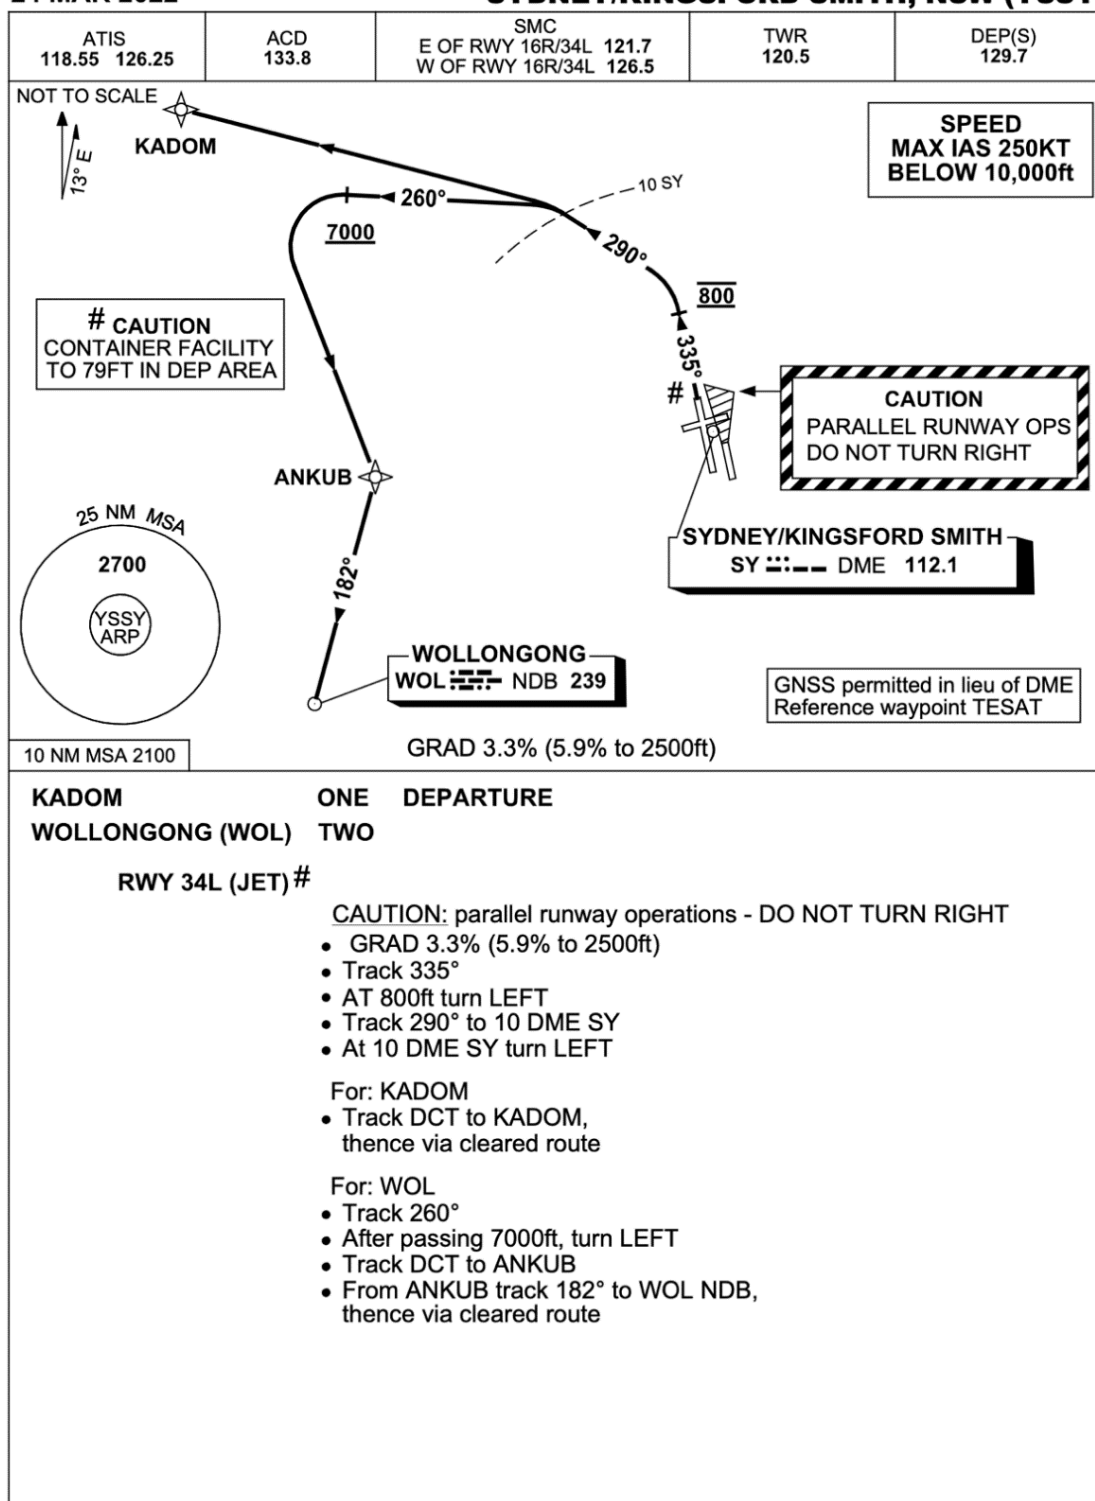 ATIS
118.55 126.25
ACD
133.8
SMC
E OF RWY 16R/34L 121.7
W OF RWY 16R/34L 126.5
TWR
120.5
DEP(S)
129.7
NOT TO SCALE
13° E
KADOM
SPEED
MAX IAS 250KT
BELOW 10,000ft
10 SY
260°
7000
290°
800
335°
# CAUTION
CONTAINER FACILITY
TO 79FT IN DEP AREA
#
CAUTION
PARALLEL RUNWAY OPS
DO NOT TURN RIGHT
ANKUB
25 NM MSA
2700
YSSY
ARP
182°
SYDNEY/KINGSFORD SMITH
SY DME 112.1
WOLLONGONG
WOL NDB 239
GNSS permitted in lieu of DME
Reference waypoint TESAT
10 NM MSA 2100
GRAD 3.3% (5.9% to 2500ft)
KADOM ONE DEPARTURE
WOLLONGONG (WOL) TWO
RWY 34L (JET) #
CAUTION: parallel runway operations - DO NOT TURN RIGHT
• GRAD 3.3% (5.9% to 2500ft)
• Track 335°
• AT 800ft turn LEFT
• Track 290° to 10 DME SY
• At 10 DME SY turn LEFT
For: KADOM
• Track DCT to KADOM,
thence via cleared route
For: WOL
• Track 260°
• After passing 7000ft, turn LEFT
• Track DCT to ANKUB
• From ANKUB track 182° to WOL NDB,
thence via cleared route